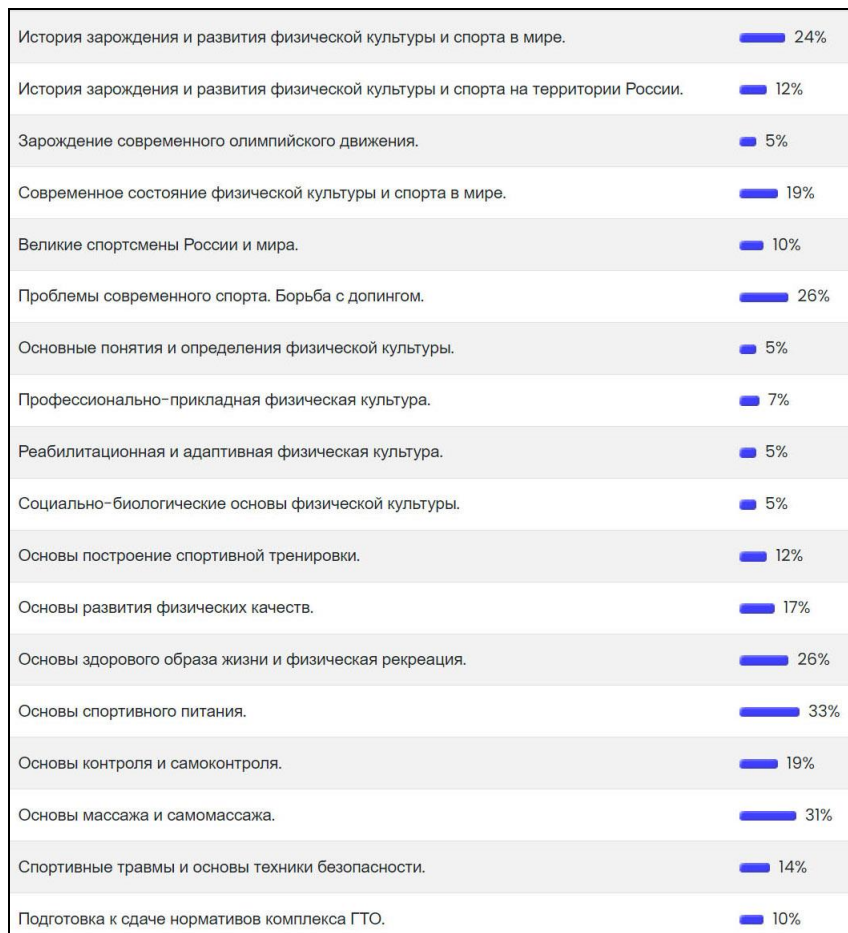 История зарождения и развития физической культуры и спорта в мире. 24%
История зарождения и развития физической культуры и спорта на территории России. 12%
Зарождение современного олимпийского движения. 5%
Современное состояние физической культуры и спорта в мире. 19%
Великие спортсмены России и мира. 10%
Проблемы современного спорта. Борьба с допингом. 26%
Основные понятия и определения физической культуры. 5%
Профессионально-прикладная физическая культура. 7%
Реабилитационная и адаптивная физическая культура. 5%
Социально-биологические основы физической культуры. 5%
Основы построение спортивной тренировки. 12%
Основы развития физических качеств. 17%
Основы здорового образа жизни и физическая рекреация. 26%
Основы спортивного питания. 33%
Основы контроля и самоконтроля. 19%
Основы массажа и самомассажа. 31%
Спортивные травмы и основы техники безопасности. 14%
Подготовка к сдаче нормативов комплекса ГТО. 10%